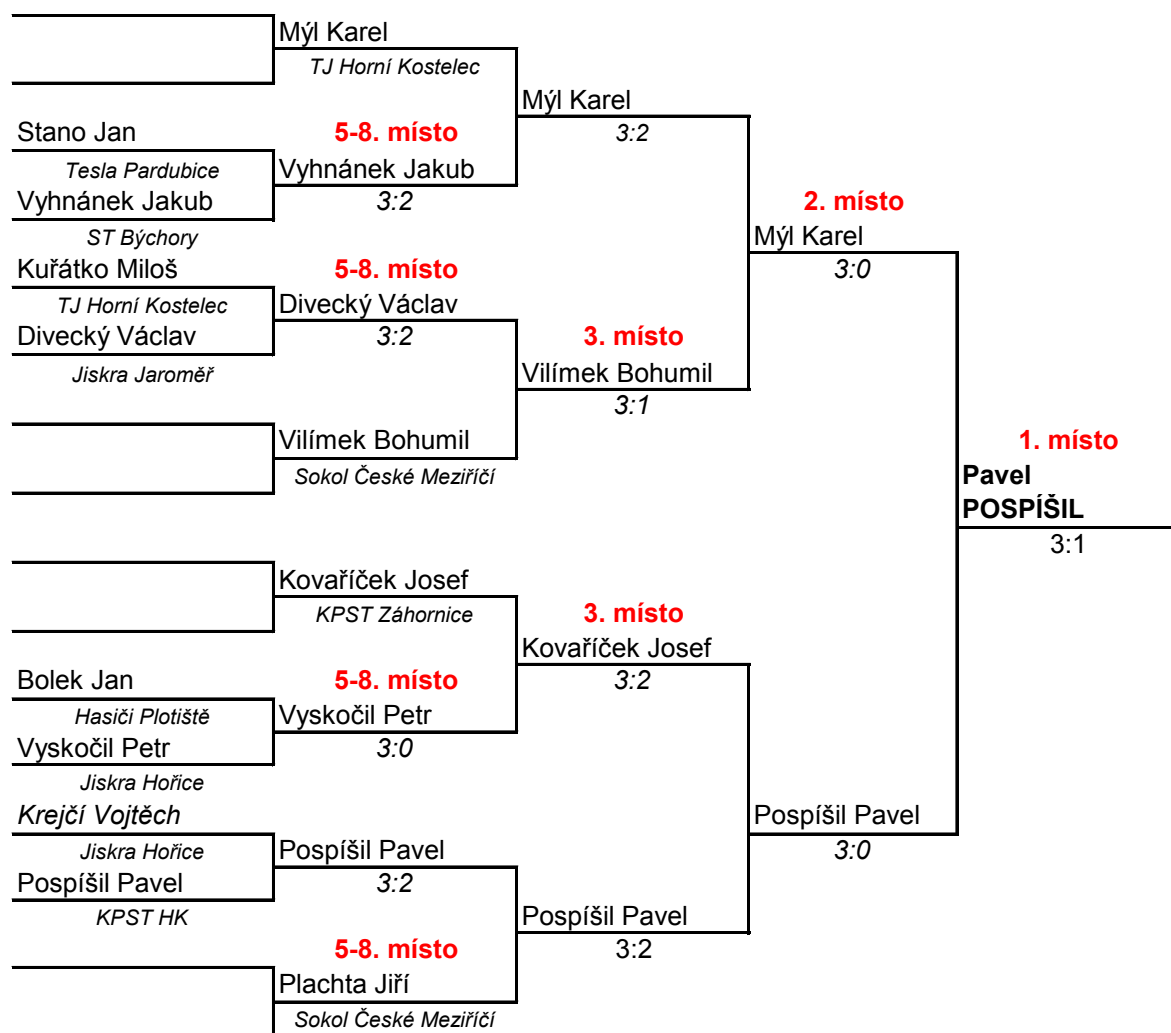 Mýl Karel
TJ Horní Kostelec
Mýl Karel
3:2
Stano Jan
5-8. místo
Tesla Pardubice
Vyhnánek Jakub
Vyhnánek Jakub
3:2
ST Býchory
2. místo
Mýl Karel
3:0
Kuřátko Miloš
5-8. místo
TJ Horní Kostelec
Divecký Václav
Divecký Václav
3:2
Jiskra Jaroměř
3. místo
Vilímek Bohumil
3:1
Vilímek Bohumil
Sokol České Meziříčí
1. místo
Pavel
POSPÍŠIL
3:1
Kovaříček Josef
KPST Záhornice
3. místo
Kovaříček Josef
3:2
Bolek Jan
5-8. místo
Hasiči Plotiště
Vyskočil Petr
Vyskočil Petr
3:0
Jiskra Hořice
Krejčí Vojtěch
Pospíšil Pavel
3:0
Jiskra Hořice
Pospíšil Pavel
Pospíšil Pavel
3:2
KPST HK
Pospíšil Pavel
3:2
5-8. místo
Plachta Jiří
Sokol České Meziříčí